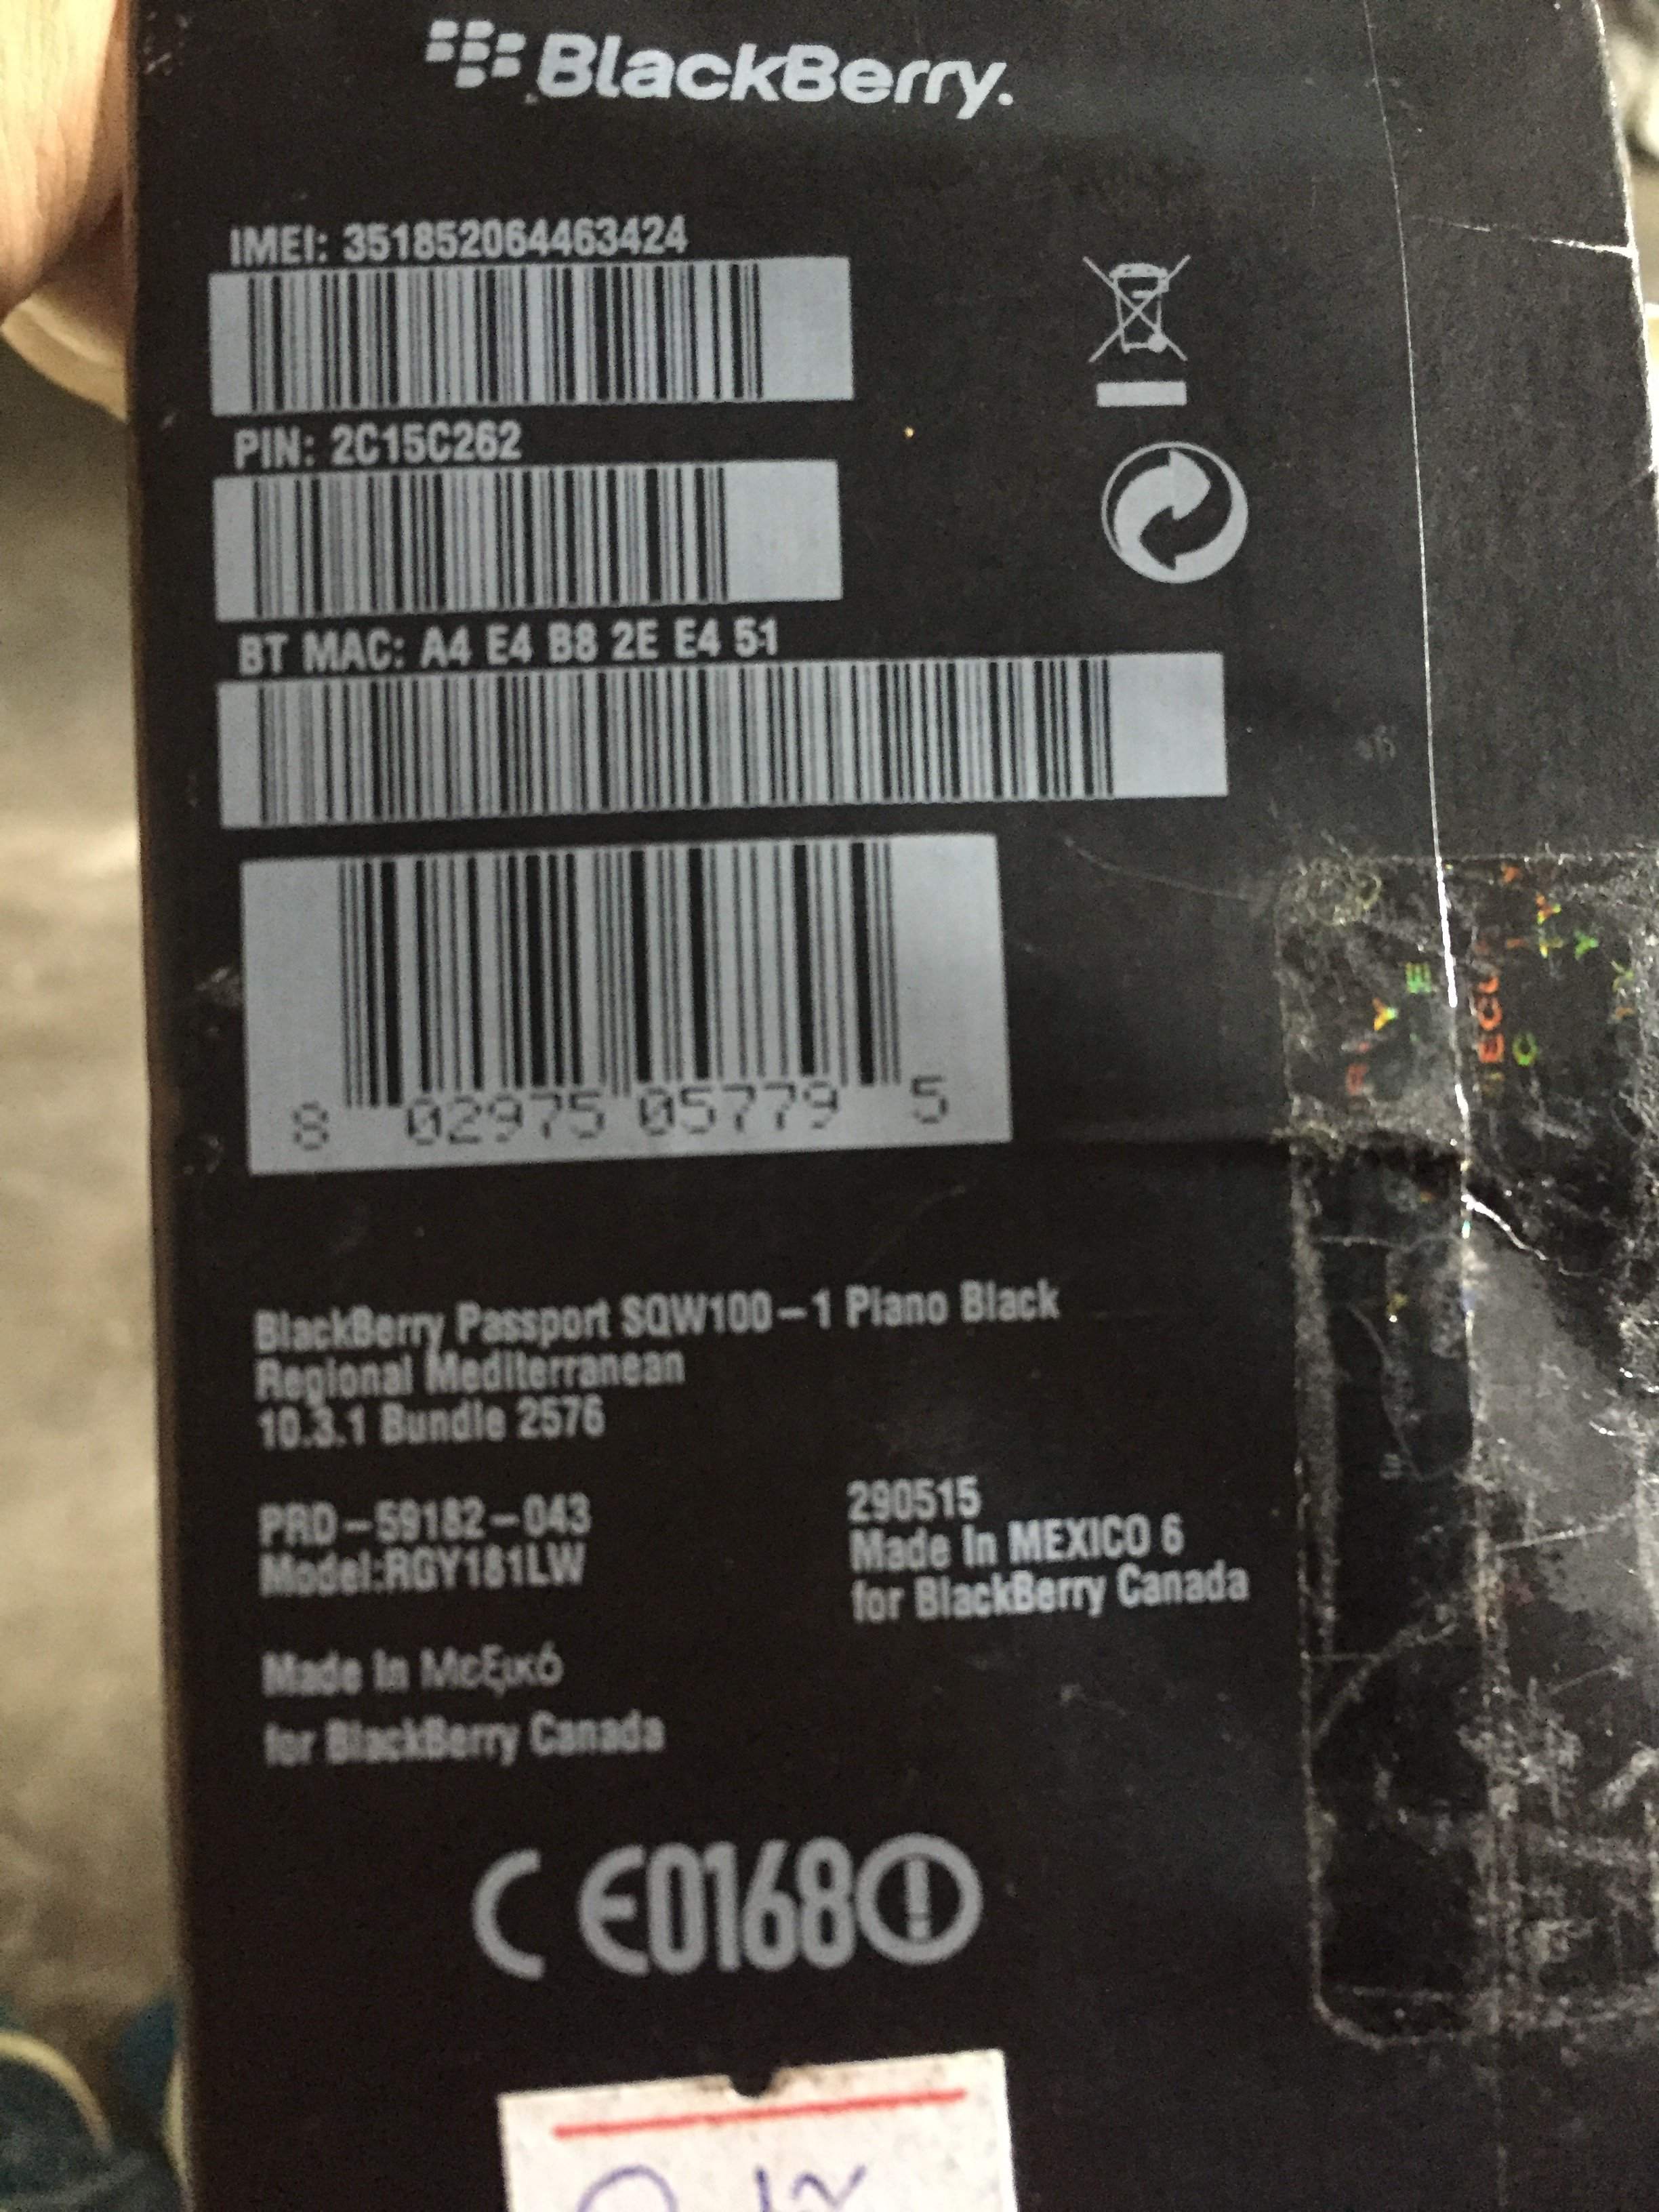 BlackBerry.
IMEI: 351852064463424
PIN: 2C15C262
BT MAC: A4 E4 B8 2E E4 51
8 02975 05779 5
BlackBerry Passport SQW100-1 Piano Black
Regional Mediterranean
10.3.1 Bundle 2576
PRD-59182-043
Model:RGY181LW
290515
Made in MEXICO 6
for BlackBerry Canada
Made in Μεξικό
for BlackBerry Canada
CE0168